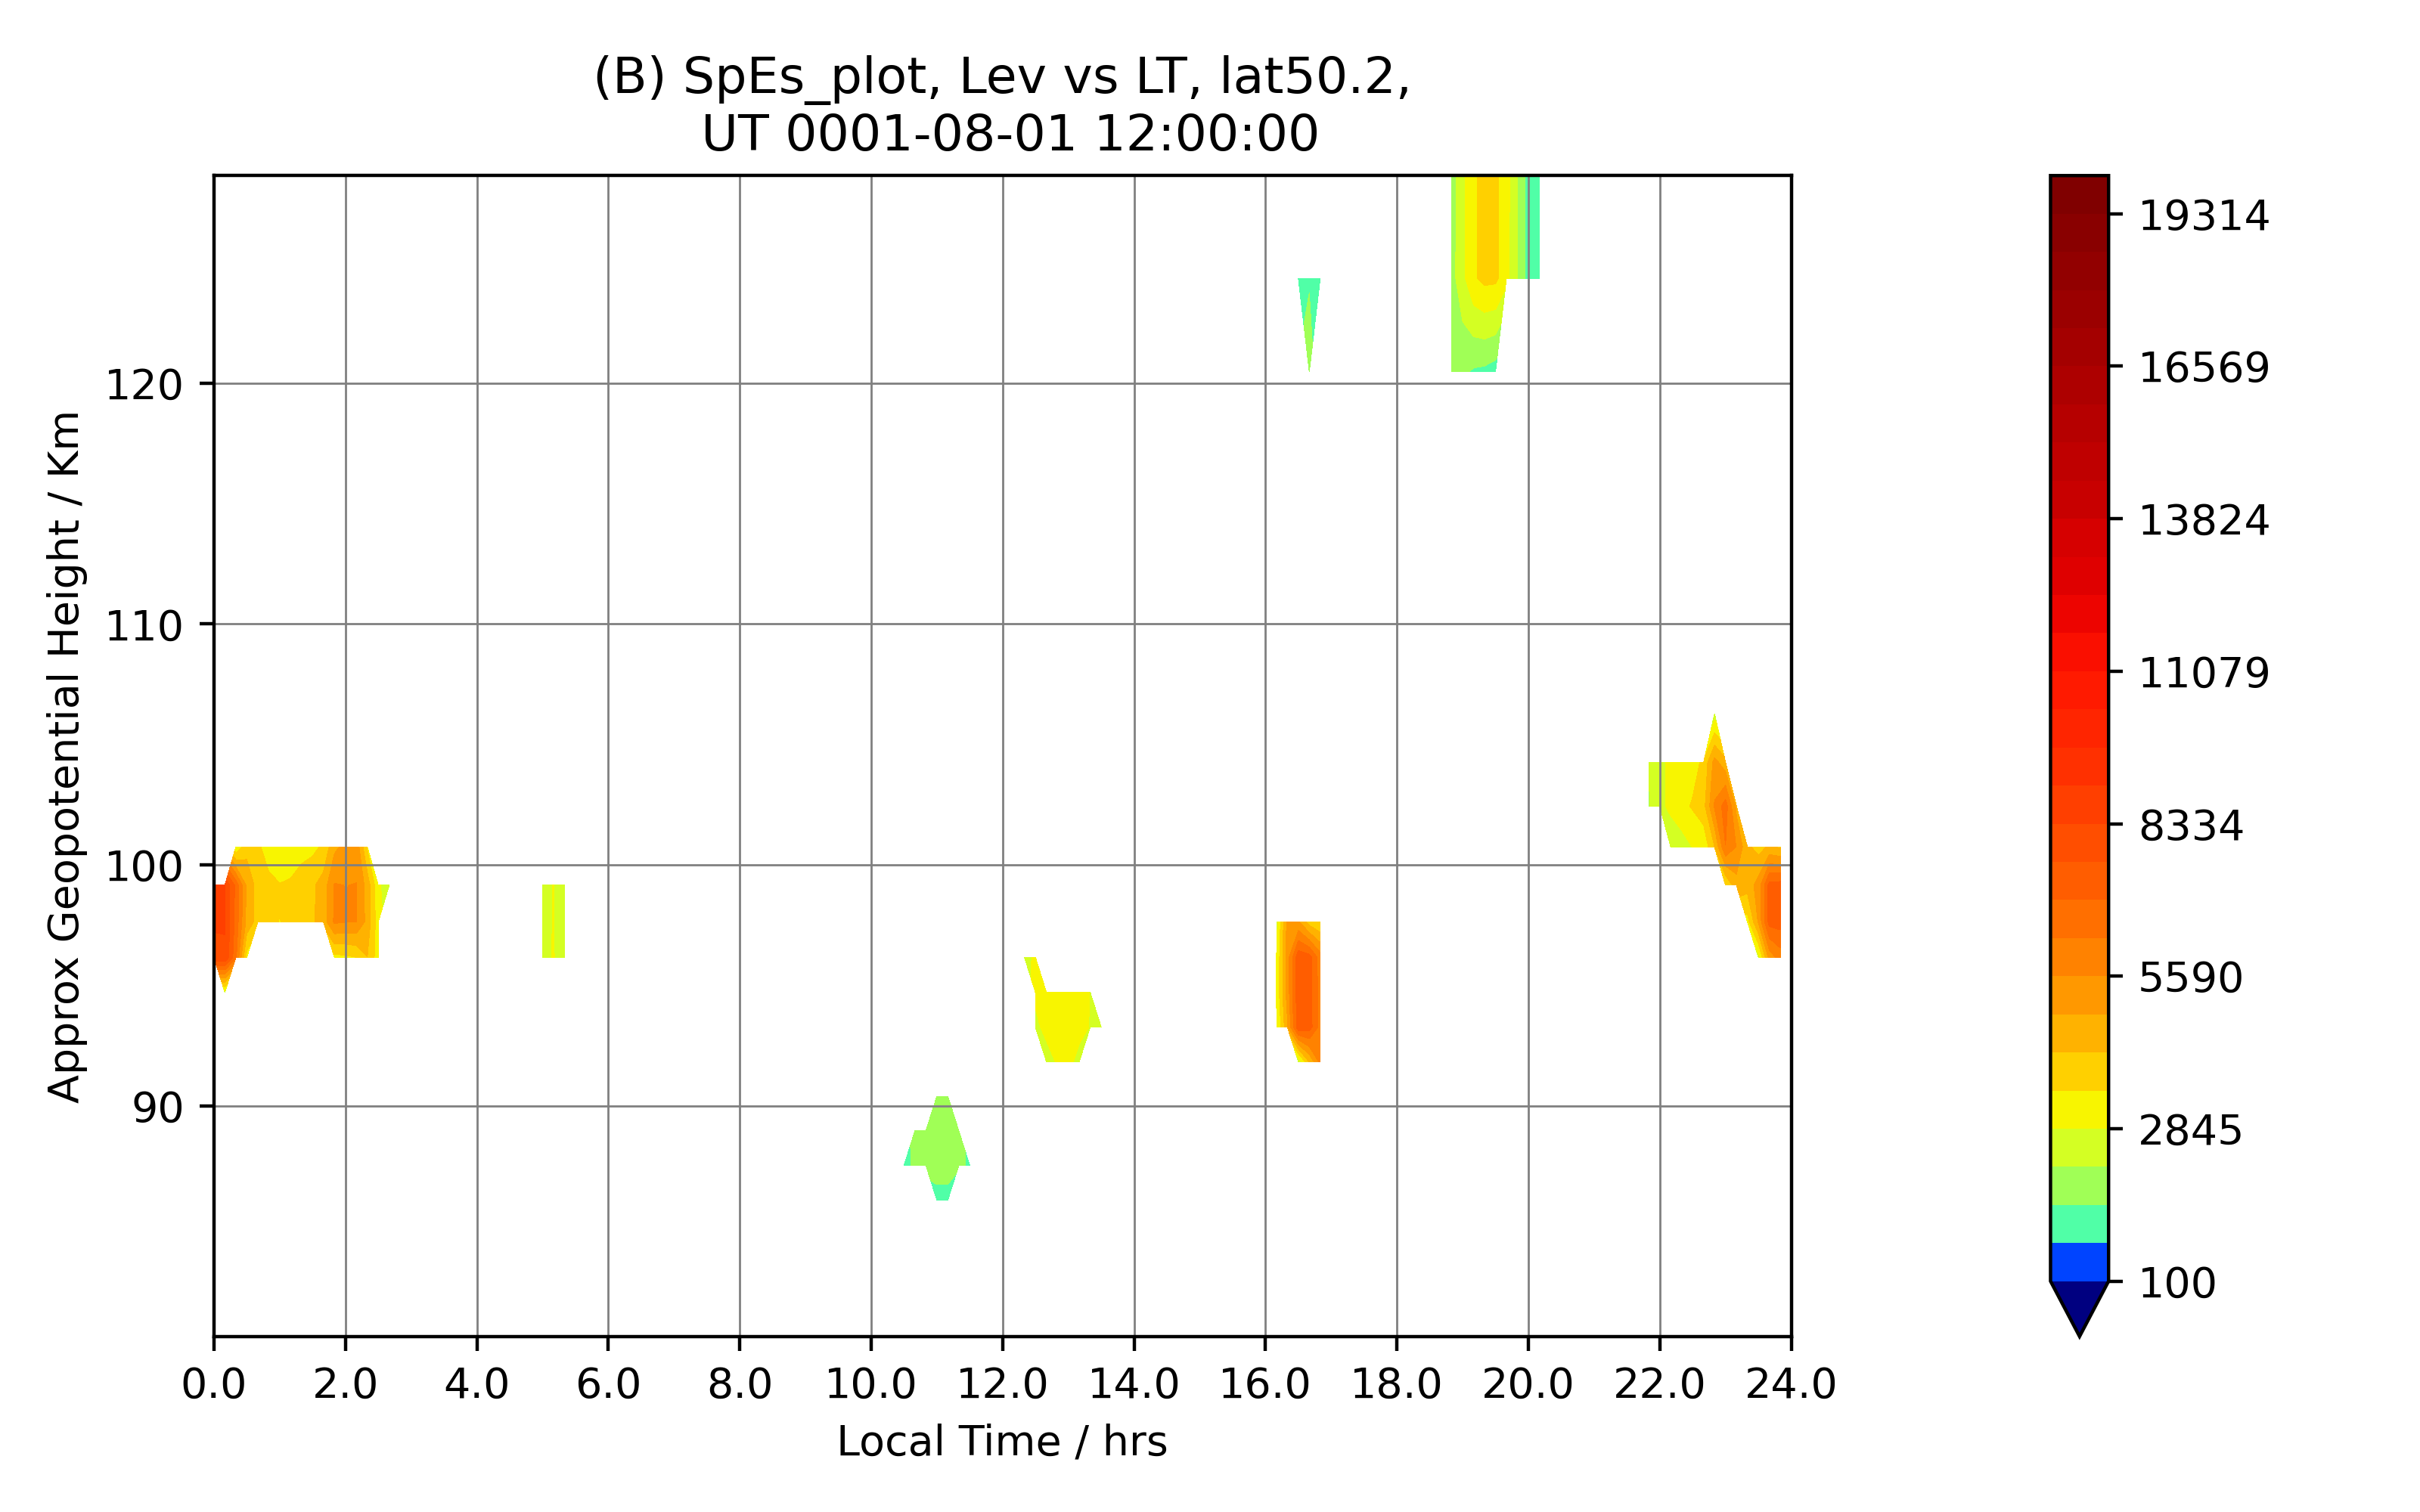 (B) SpEs_plot, Lev vs LT, lat50.2,
UT 0001-08-01 12:00:00
Approx Geopotential Height / Km
120
110
100
90
0.0 2.0 4.0 6.0 8.0 10.0 12.0 14.0 16.0 18.0 20.0 22.0 24.0
Local Time / hrs
19314
16569
13824
11079
8334
5590
2845
100